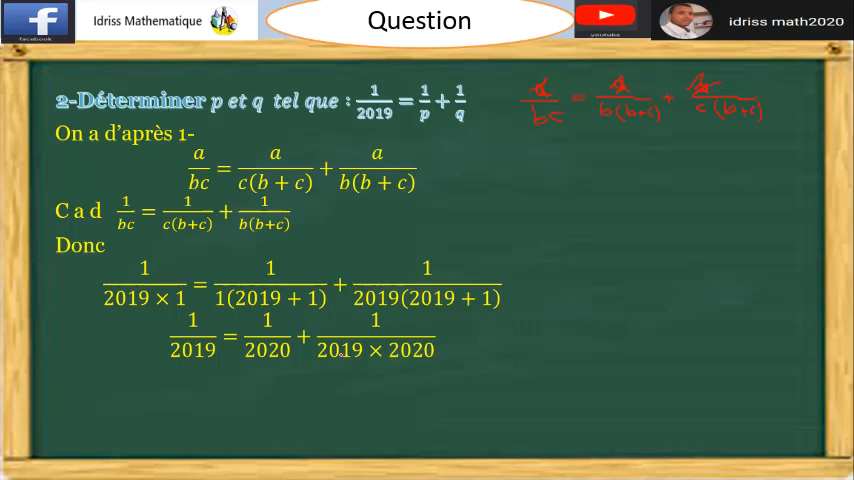 facebook
Idriss Mathematique
Question
youtube
idriss math2020
2-Déterminer p et q tel que : 1/2019 = 1/p + 1/q
a/bc = a/b(b+c) + a/c(b+c)
On a d'après 1-
a/bc = a/c(b + c) + a/b(b + c)
C a d 1/bc = 1/c(b+c) + 1/b(b+c)
Donc
1/2019 × 1 = 1/1(2019 + 1) + 1/2019(2019 + 1)
1/2019 = 1/2020 + 1/2019 × 2020